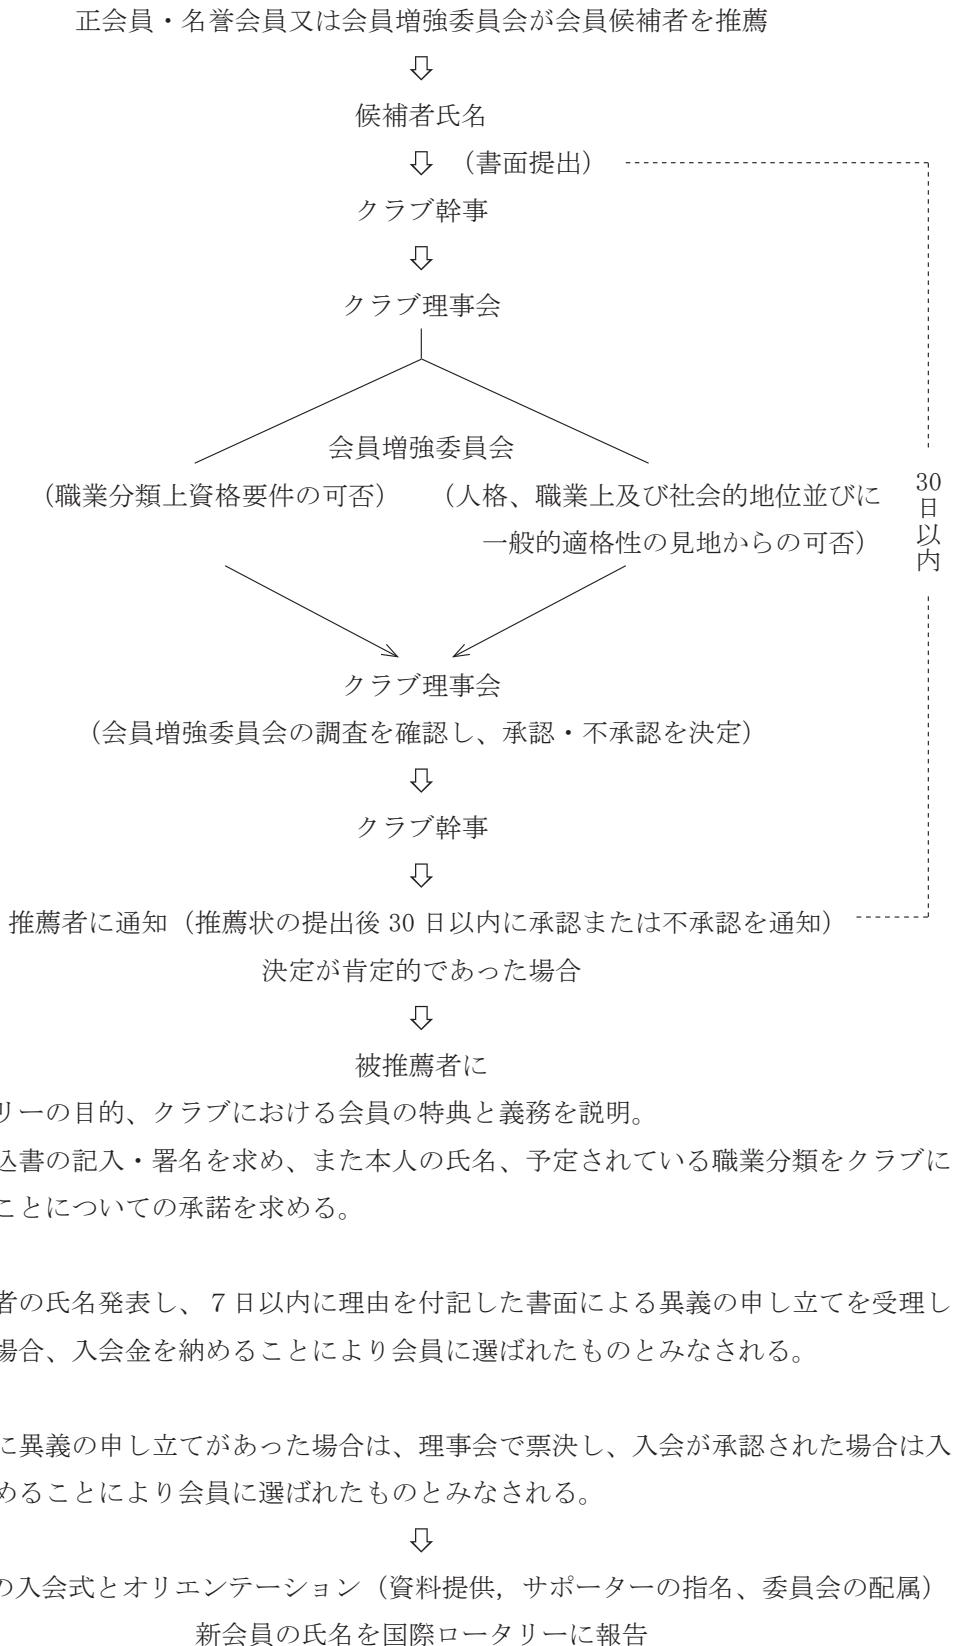 正会員・名誉会員又は会員増強委員会が会員候補者を推薦
⇩
候補者氏名
⇩ (書面提出)
クラブ幹事
⇩
クラブ理事会
会員増強委員会
(職業分類上資格要件の可否) (人格、職業上及び社会的地位並びに
一般的適格性の見地からの可否)
30日以内
クラブ理事会
(会員増強委員会の調査を確認し、承認・不承認を決定)
⇩
クラブ幹事
⇩
推薦者に通知(推薦状の提出後 30 日以内に承認または不承認を通知)
決定が肯定的であった場合
⇩
被推薦者に
リーの目的、クラブにおける会員の特典と義務を説明。
込書の記入・署名を求め、また本人の氏名、予定されている職業分類をクラブに
ことについての承諾を求める。
者の氏名発表し、7日以内に理由を付記した書面による異義の申し立てを受理し
場合、入会金を納めることにより会員に選ばれたものとみなされる。
に異義の申し立てがあった場合は、理事会で票決し、入会が承認された場合は入
めることにより会員に選ばれたものとみなされる。
⇩
の入会式とオリエンテーション(資料提供, サポーターの指名、委員会の配属)
新会員の氏名を国際ロータリーに報告